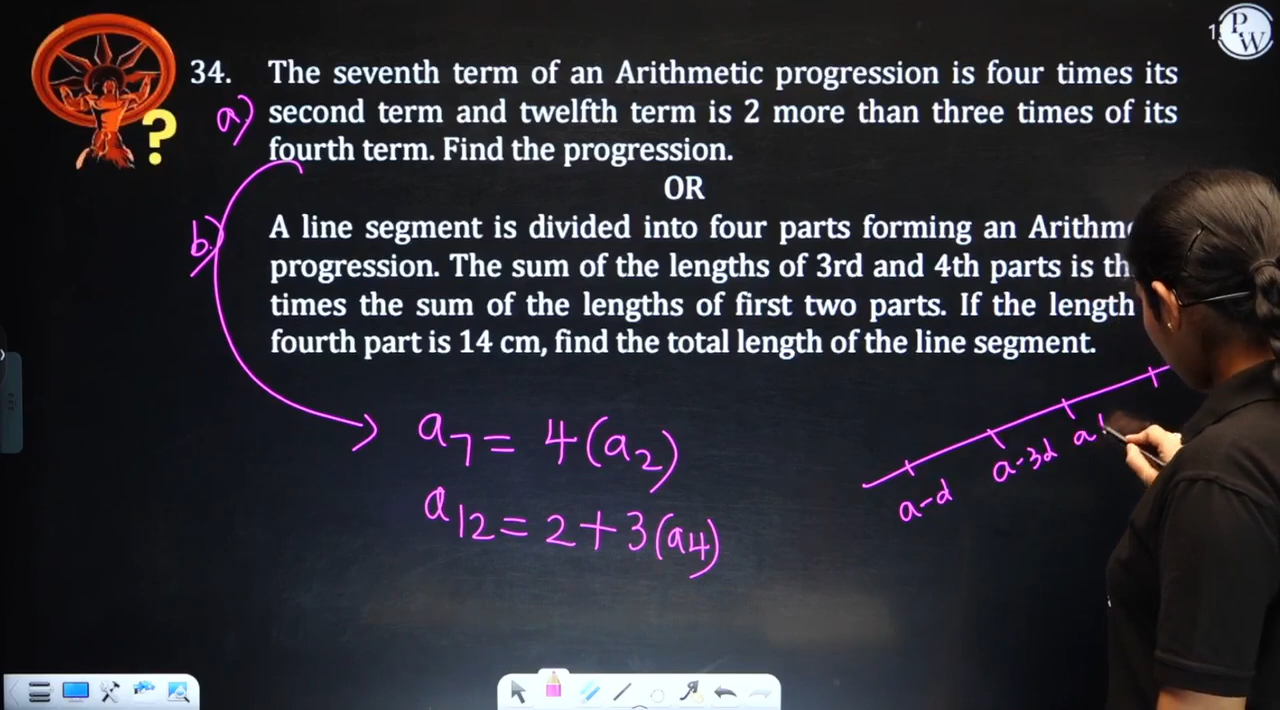 34. The seventh term of an Arithmetic progression is four times its
a) second term and twelfth term is 2 more than three times of its
fourth term. Find the progression.
OR
b) A line segment is divided into four parts forming an Arithm
progression. The sum of the lengths of 3rd and 4th parts is th
times the sum of the lengths of first two parts. If the length
fourth part is 14 cm, find the total length of the line segment.
a7 = 4(a2)
a12 = 2+3(a4)
a-d
a-3d
a
PW
?